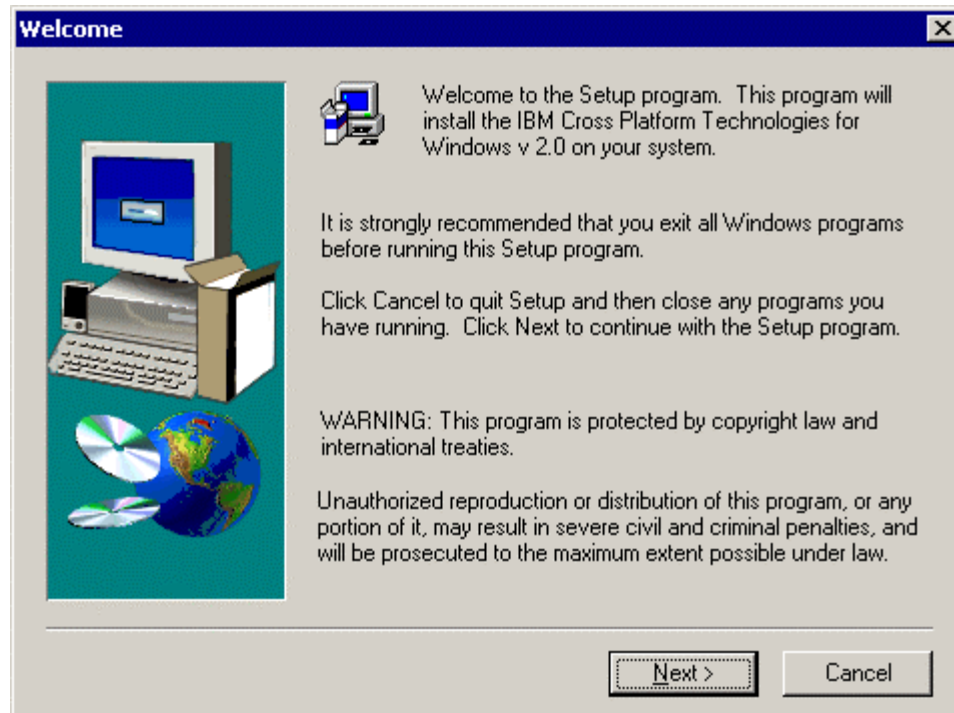 Welcome
Welcome to the Setup program. This program will
install the IBM Cross Platform Technologies for
Windows v 2.0 on your system.
It is strongly recommended that you exit all Windows programs
before running this Setup program.
Click Cancel to quit Setup and then close any programs you
have running. Click Next to continue with the Setup program.
WARNING: This program is protected by copyright law and
international treaties.
Unauthorized reproduction or distribution of this program, or any
portion of it, may result in severe civil and criminal penalties, and
will be prosecuted to the maximum extent possible under law.
Next >
Cancel